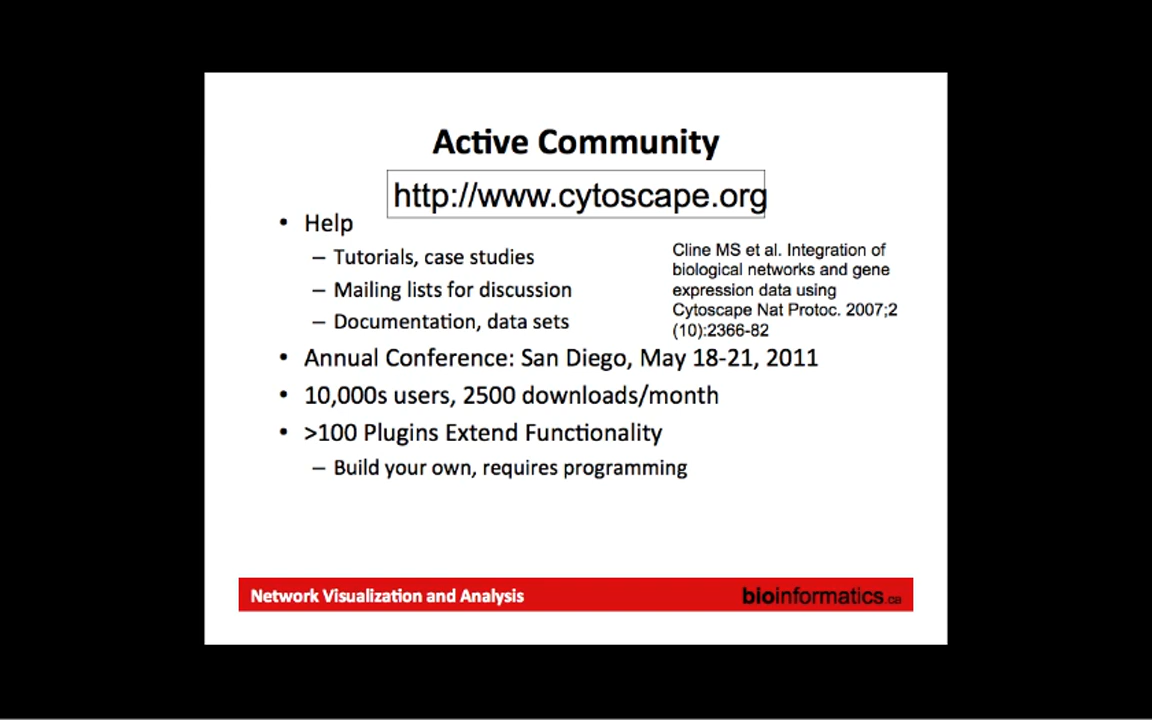 Active Community
http://www.cytoscape.org
• Help
– Tutorials, case studies
– Mailing lists for discussion
– Documentation, data sets
Cline MS et al. Integration of
biological networks and gene
expression data using
Cytoscape Nat Protoc. 2007;2
(10):2366-82
• Annual Conference: San Diego, May 18-21, 2011
• 10,000s users, 2500 downloads/month
• >100 Plugins Extend Functionality
– Build your own, requires programming
Network Visualization and Analysis
bioinformatics.ca